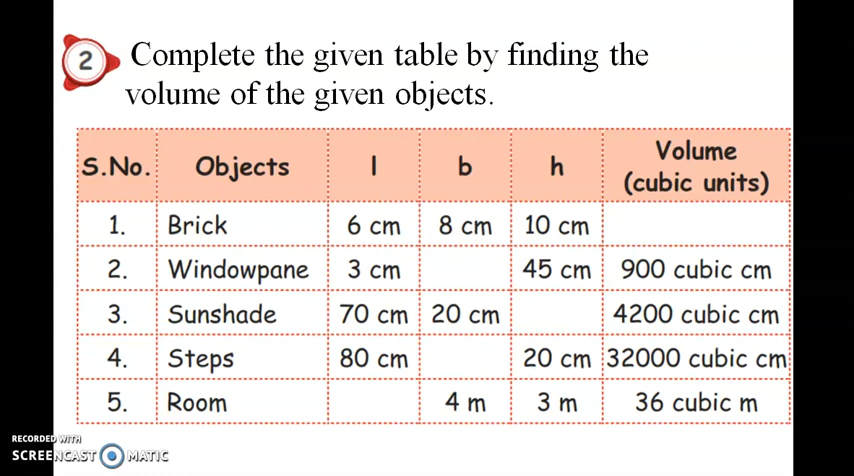 2 Complete the given table by finding the
volume of the given objects.
S.No. Objects l b h Volume (cubic units)
1. Brick 6 cm 8 cm 10 cm
2. Windowpane 3 cm 45 cm 900 cubic cm
3. Sunshade 70 cm 20 cm 4200 cubic cm
4. Steps 80 cm 20 cm 32000 cubic cm
5. Room 4 m 3 m 36 cubic m
RECORDED WITH
SCREENCAST MATIC